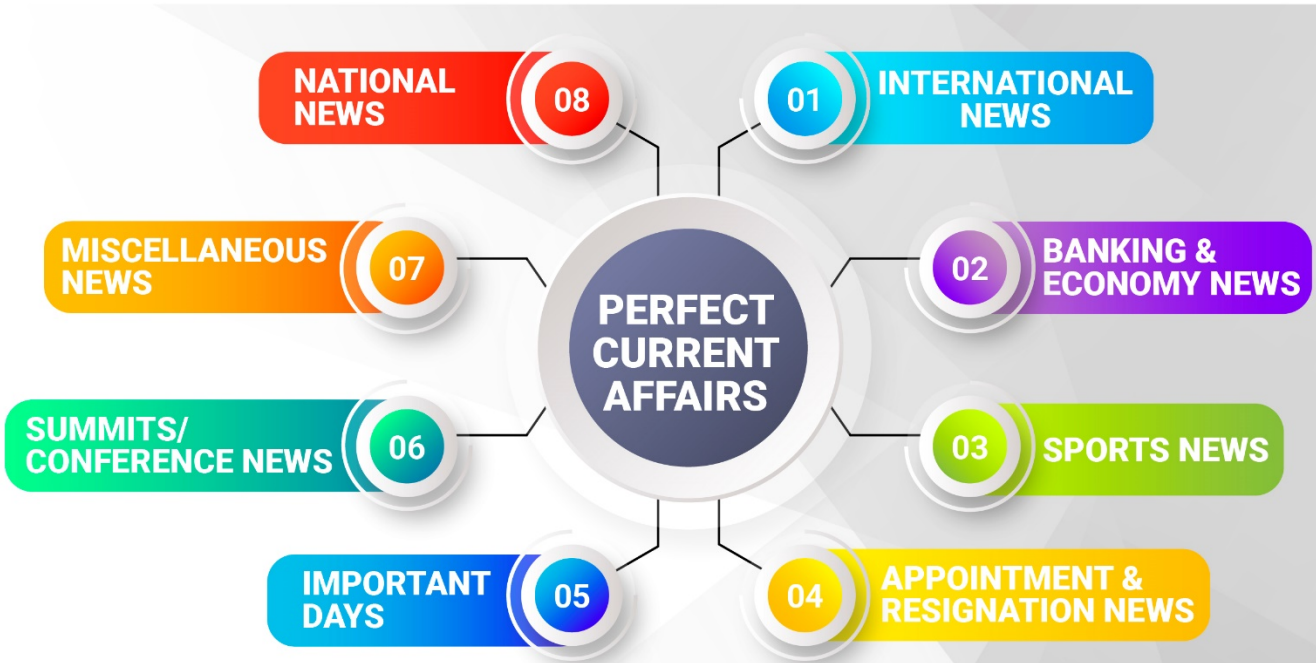 NATIONAL
NEWS
08
01
INTERNATIONAL
NEWS
MISCELLANEOUS
NEWS
07
02
BANKING &
ECONOMY NEWS
PERFECT
CURRENT
AFFAIRS
SUMMITS/
CONFERENCE NEWS
06
03
SPORTS NEWS
IMPORTANT
DAYS
05
04
APPOINTMENT &
RESIGNATION NEWS